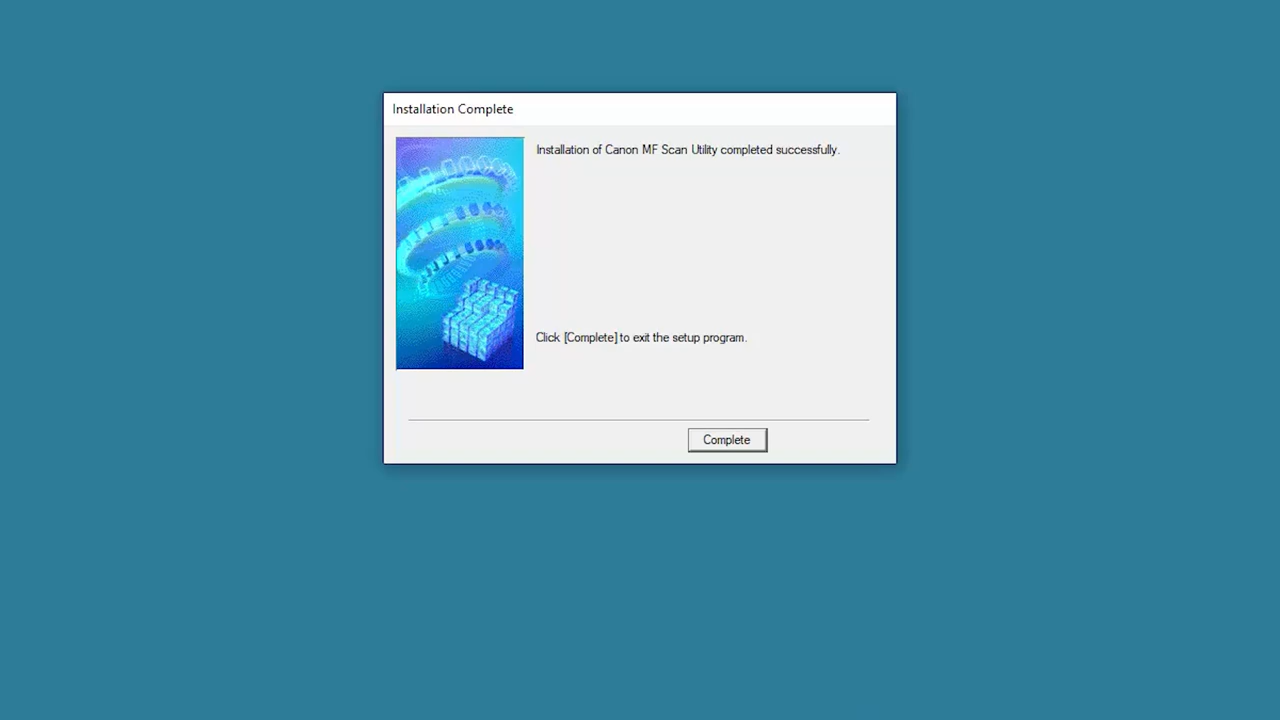 Installation Complete
Installation of Canon MF Scan Utility completed successfully.
Click [Complete] to exit the setup program.
Complete